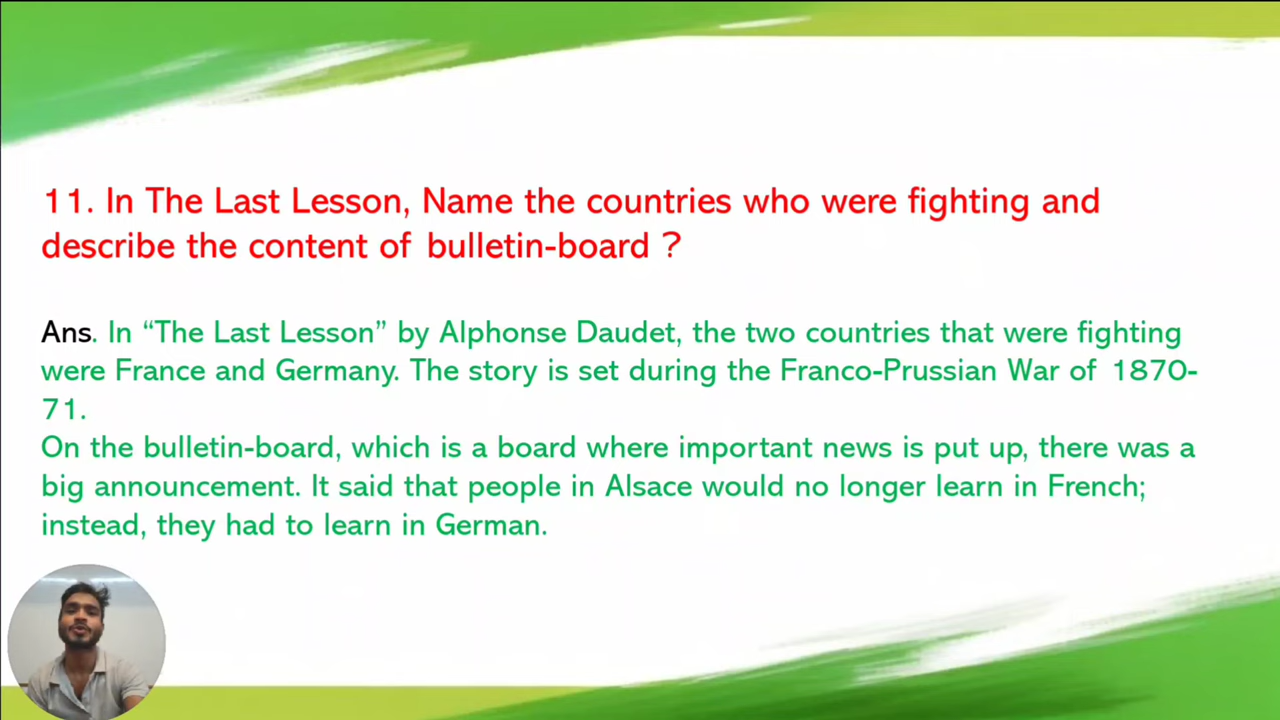 11. In The Last Lesson, Name the countries who were fighting and
describe the content of bulletin-board ?
Ans. In “The Last Lesson” by Alphonse Daudet, the two countries that were fighting
were France and Germany. The story is set during the Franco-Prussian War of 1870-
71.
On the bulletin-board, which is a board where important news is put up, there was a
big announcement. It said that people in Alsace would no longer learn in French;
instead, they had to learn in German.